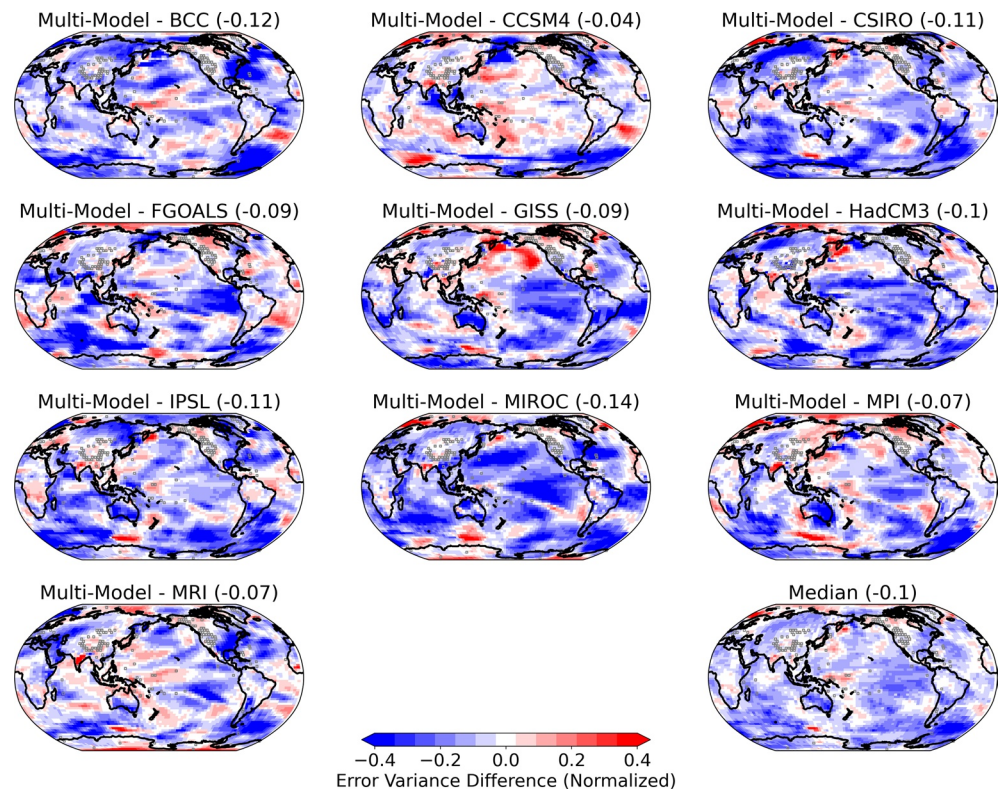 Multi-Model - BCC (-0.12)
Multi-Model - CCSM4 (-0.04)
Multi-Model - CSIRO (-0.11)
Multi-Model - FGOALS (-0.09)
Multi-Model - GISS (-0.09)
Multi-Model - HadCM3 (-0.1)
Multi-Model - IPSL (-0.11)
Multi-Model - MIROC (-0.14)
Multi-Model - MPI (-0.07)
Multi-Model - MRI (-0.07)
Median (-0.1)
−0.4 −0.2 0.0 0.2 0.4
Error Variance Difference (Normalized)